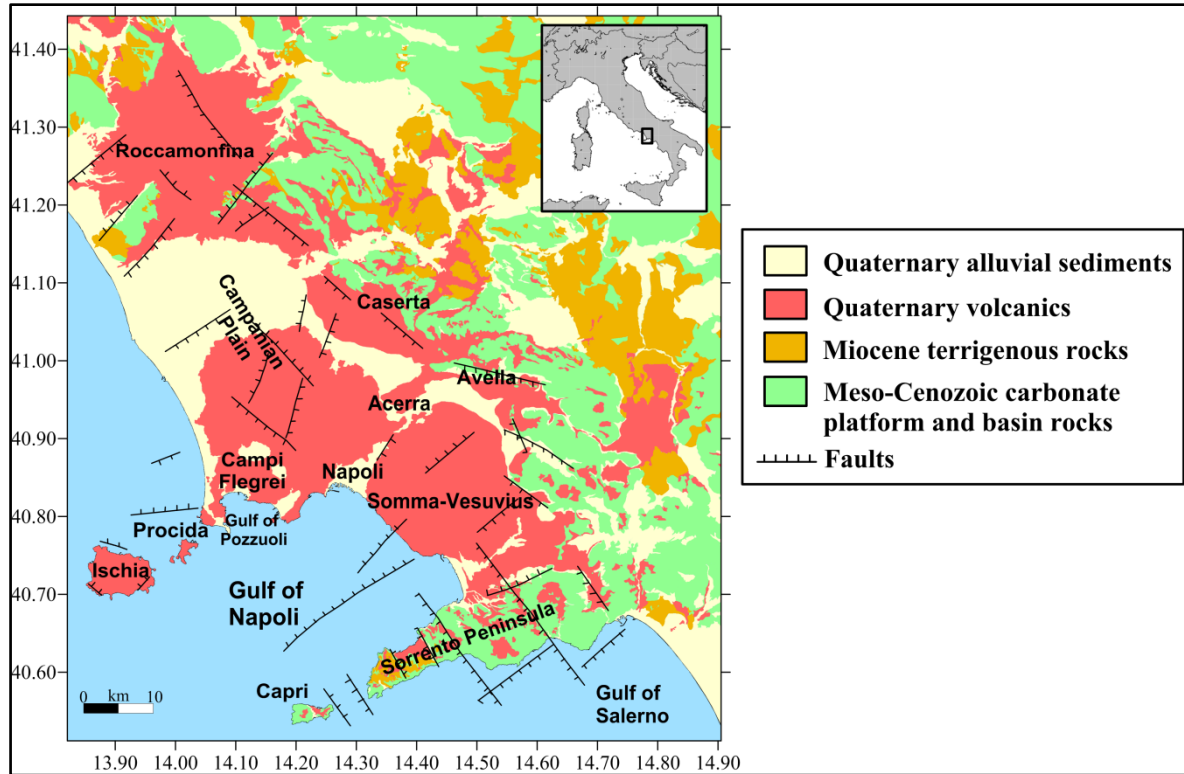 41.40
41.30
41.20
41.10
41.00
40.90
40.80
40.70
40.60
13.90 14.00 14.10 14.20 14.30 14.40 14.50 14.60 14.70 14.80 14.90
Roccamonfina
Campanian
Plain
Caserta
Avella
Acerra
Campi
Flegrei
Napoli
Somma-Vesuvius
Procida
Gulf of
Pozzuoli
Ischia
Gulf of
Napoli
Sorrento Peninsula
Capri
Gulf of
Salerno
0 km 10
Quaternary alluvial sediments
Quaternary volcanics
Miocene terrigenous rocks
Meso-Cenozoic carbonate
platform and basin rocks
Faults